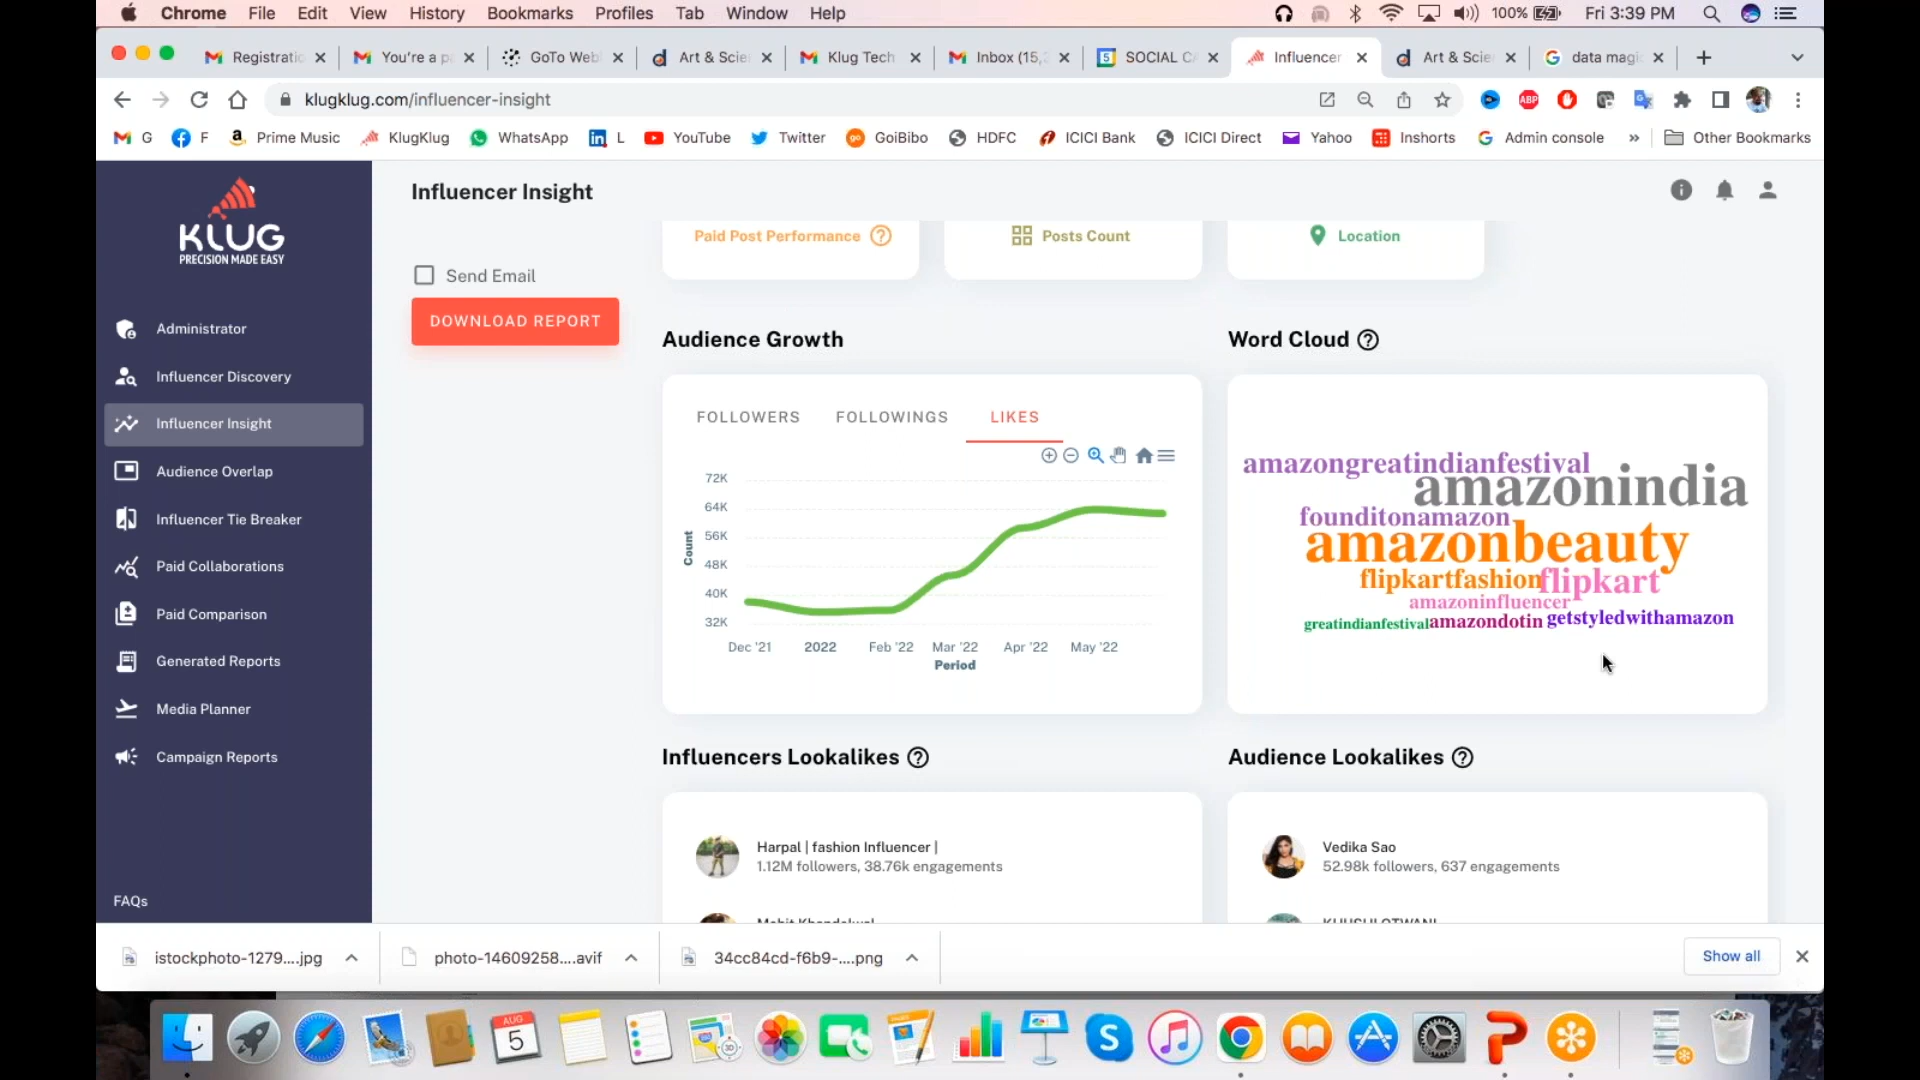 Chrome File Edit View History Bookmarks Profiles Tab Window Help 100% Fri 3:39 PM
Registratio You're a pa GoTo Web Art & Scie Klug Tech Inbox (15, SOCIAL CA Influencer Art & Scie data magi
klugklug.com/influencer-insight
G F Prime Music KlugKlug WhatsApp L YouTube Twitter GoiBibo HDFC ICICI Bank ICICI Direct Yahoo Inshorts Admin console » Other Bookmarks
KLUG
PRECISION MADE EASY
Administrator
Influencer Discovery
Influencer Insight
Audience Overlap
Influencer Tie Breaker
Paid Collaborations
Paid Comparison
Generated Reports
Media Planner
Campaign Reports
FAQs
Influencer Insight
Send Email
DOWNLOAD REPORT
Paid Post Performance
Posts Count
Location
Audience Growth
FOLLOWERS FOLLOWINGS LIKES
72K
64K
56K
48K
40K
32K
Count
Dec '21 2022 Feb '22 Mar '22 Apr '22 May '22
Period
Word Cloud
amazongreatindianfestival
amazonindia
founditonamazon
amazonbeauty
flipkartfashion flipkart
amazoninfluencer
greatindianfestival amazondotin getstyledwithamazon
Influencers Lookalikes
Harpal | fashion Influencer |
1.12M followers, 38.76k engagements
Audience Lookalikes
Vedika Sao
52.98k followers, 637 engagements
istockphoto-1279....jpg photo-14609258....avif 34cc84cd-f6b9-....png Show all
AUG
5